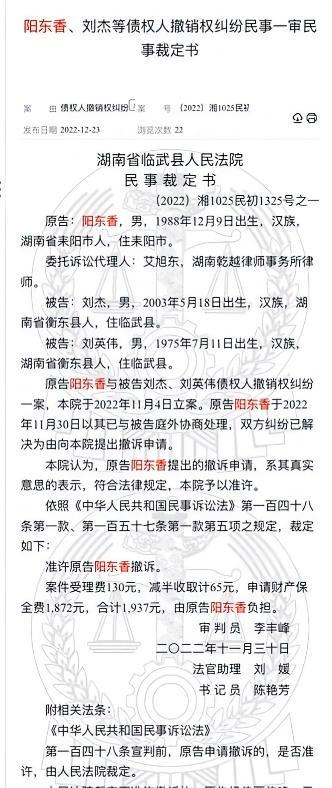 阳东香、刘杰等债权人撤销权纠纷民事一审民
事裁定书
案 由 债权人撤销权纠纷 案 号 （2022）湘1025民初
发布日期 2022-12-23 浏览次数 22
湖南省临武县人民法院
民 事 裁 定 书
（2022）湘1025民初1325号之一
原告：阳东香，男，1988年12月9日出生，汉族，
湖南省耒阳市人，住耒阳市。
委托诉讼代理人：艾旭东，湖南乾越律师事务所律
师。
被告：刘杰，男，2003年5月18日出生，汉族，湖
南省衡东县人，住临武县。
被告：刘英伟，男，1975年7月11日出生，汉族，
湖南省衡东县人，住临武县。
原告阳东香与被告刘杰、刘英伟债权人撤销权纠纷
一案，本院于2022年11月4日立案。原告阳东香于2022
年11月30日以其已与被告庭外协商处理，双方纠纷已解
决为由向本院提出撤诉申请。
本院认为，原告阳东香提出的撤诉申请，系其真实
意思的表示，符合法律规定，本院予以准许。
依照《中华人民共和国民事诉讼法》第一百四十八
条第一款、第一百五十七条第一款第五项之规定，裁定
如下：
准许原告阳东香撤诉。
案件受理费130元，减半收取计65元，申请财产保
全费1,872元，合计1,937元，由原告阳东香负担。
审 判 员 李丰峰
二〇二二年十一月三十日
法官助理 刘 媛
书 记 员 陈艳芳
附相关法条：
《中华人民共和国民事诉讼法》
第一百四十八条宣判前，原告申请撤诉的，是否准
许，由人民法院裁定。